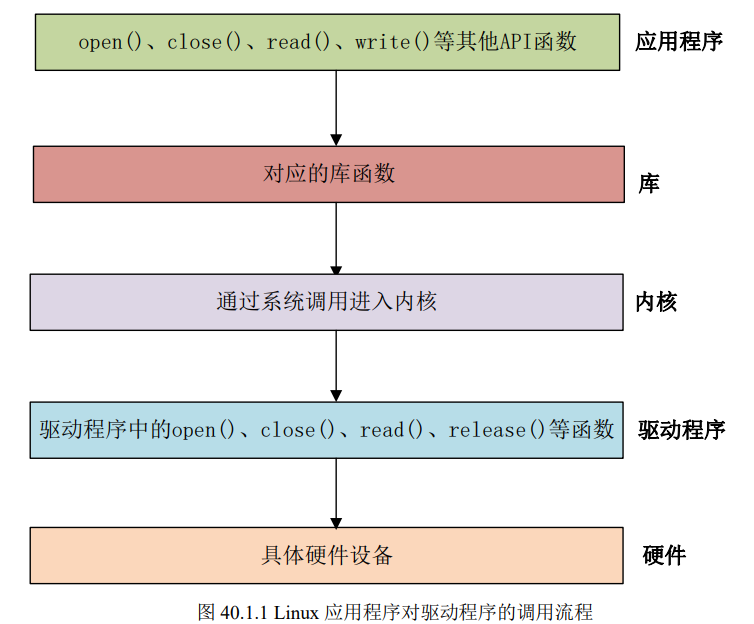 open()、close()、read()、write()等其他API函数 应用程序
对应的库函数 库
通过系统调用进入内核 内核
驱动程序中的open()、close()、read()、release()等函数 驱动程序
具体硬件设备 硬件
图 40.1.1 Linux 应用程序对驱动程序的调用流程